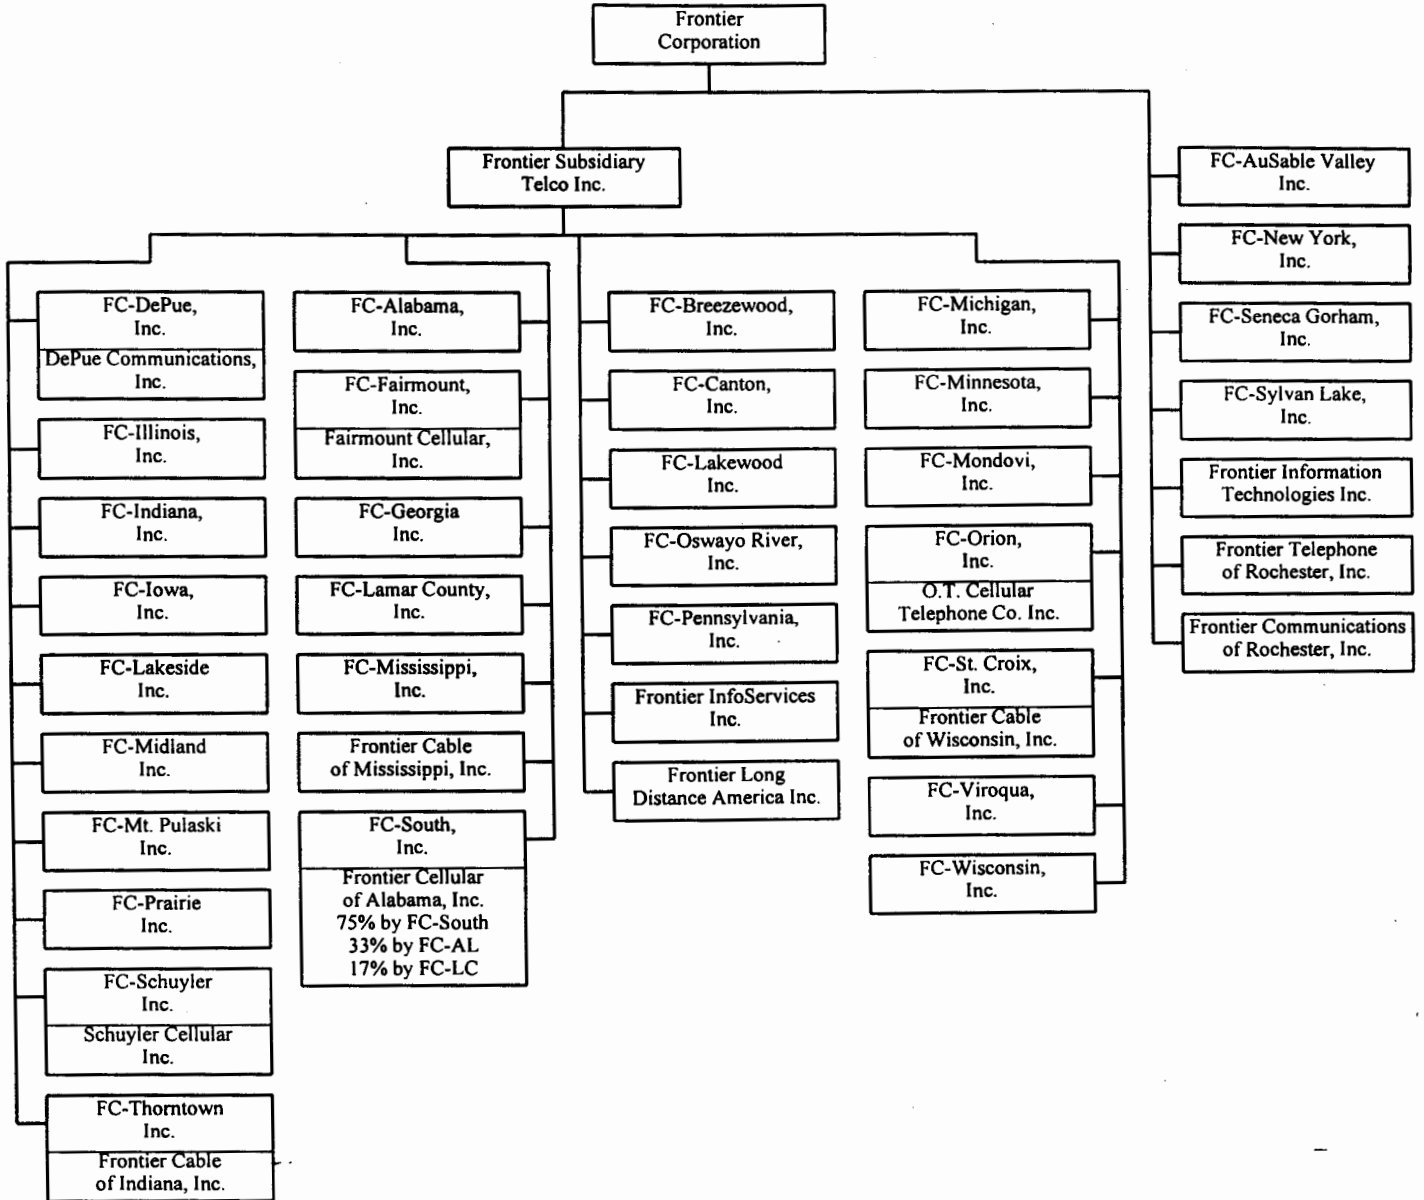 Frontier
Corporation
Frontier Subsidiary
Telco Inc.
FC-DePue,
Inc.
DePue Communications,
Inc.
FC-Illinois,
Inc.
FC-Indiana,
Inc.
FC-Iowa,
Inc.
FC-Lakeside
Inc.
FC-Midland
Inc.
FC-Mt. Pulaski
Inc.
FC-Prairie
Inc.
FC-Schuyler
Inc.
Schuyler Cellular
Inc.
FC-Thorntown
Inc.
Frontier Cable
of Indiana, Inc.
FC-Alabama,
Inc.
FC-Fairmount,
Inc.
Fairmount Cellular,
Inc.
FC-Georgia
Inc.
FC-Lamar County,
Inc.
FC-Mississippi,
Inc.
Frontier Cable
of Mississippi, Inc.
FC-South,
Inc.
Frontier Cellular
of Alabama, Inc.
75% by FC-South
33% by FC-AL
17% by FC-LC
FC-Breezewood,
Inc.
FC-Canton,
Inc.
FC-Lakewood
Inc.
FC-Oswayo River,
Inc.
FC-Pennsylvania,
Inc.
Frontier InfoServices
Inc.
Frontier Long
Distance America Inc.
FC-Michigan,
Inc.
FC-Minnesota,
Inc.
FC-Mondovi,
Inc.
FC-Orion,
Inc.
O.T. Cellular
Telephone Co. Inc.
FC-St. Croix,
Inc.
Frontier Cable
of Wisconsin, Inc.
FC-Viroqua,
Inc.
FC-Wisconsin,
Inc.
FC-AuSable Valley
Inc.
FC-New York,
Inc.
FC-Seneca Gorham,
Inc.
FC-Sylvan Lake,
Inc.
Frontier Information
Technologies Inc.
Frontier Telephone
of Rochester, Inc.
Frontier Communications
of Rochester, Inc.